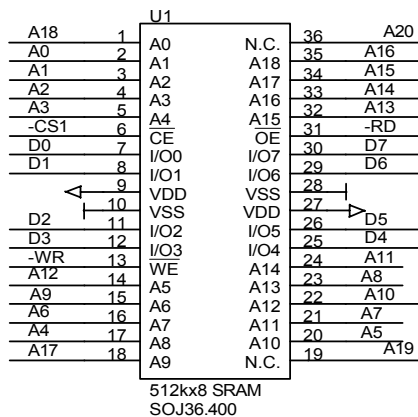 U1
A18 1 A0 N.C. 36 A20
A0 2 A1 A18 35 A16
A1 3 A2 A17 34 A15
A2 4 A3 A16 33 A14
A3 5 A4 A15 32 A13
-CS1 6 CE OE 31 -RD
D0 7 I/O0 I/O7 30 D7
D1 8 I/O1 I/O6 29 D6
9 VDD VSS 28
10 VSS VDD 27
D2 11 I/O2 I/O5 26 D5
D3 12 I/O3 I/O4 25 D4
-WR 13 WE A14 24 A11
A12 14 A5 A13 23 A8
A9 15 A6 A12 22 A10
A6 16 A7 A11 21 A7
A4 17 A8 A10 20 A5
A17 18 A9 N.C. 19 A19
512kx8 SRAM
SOJ36.400